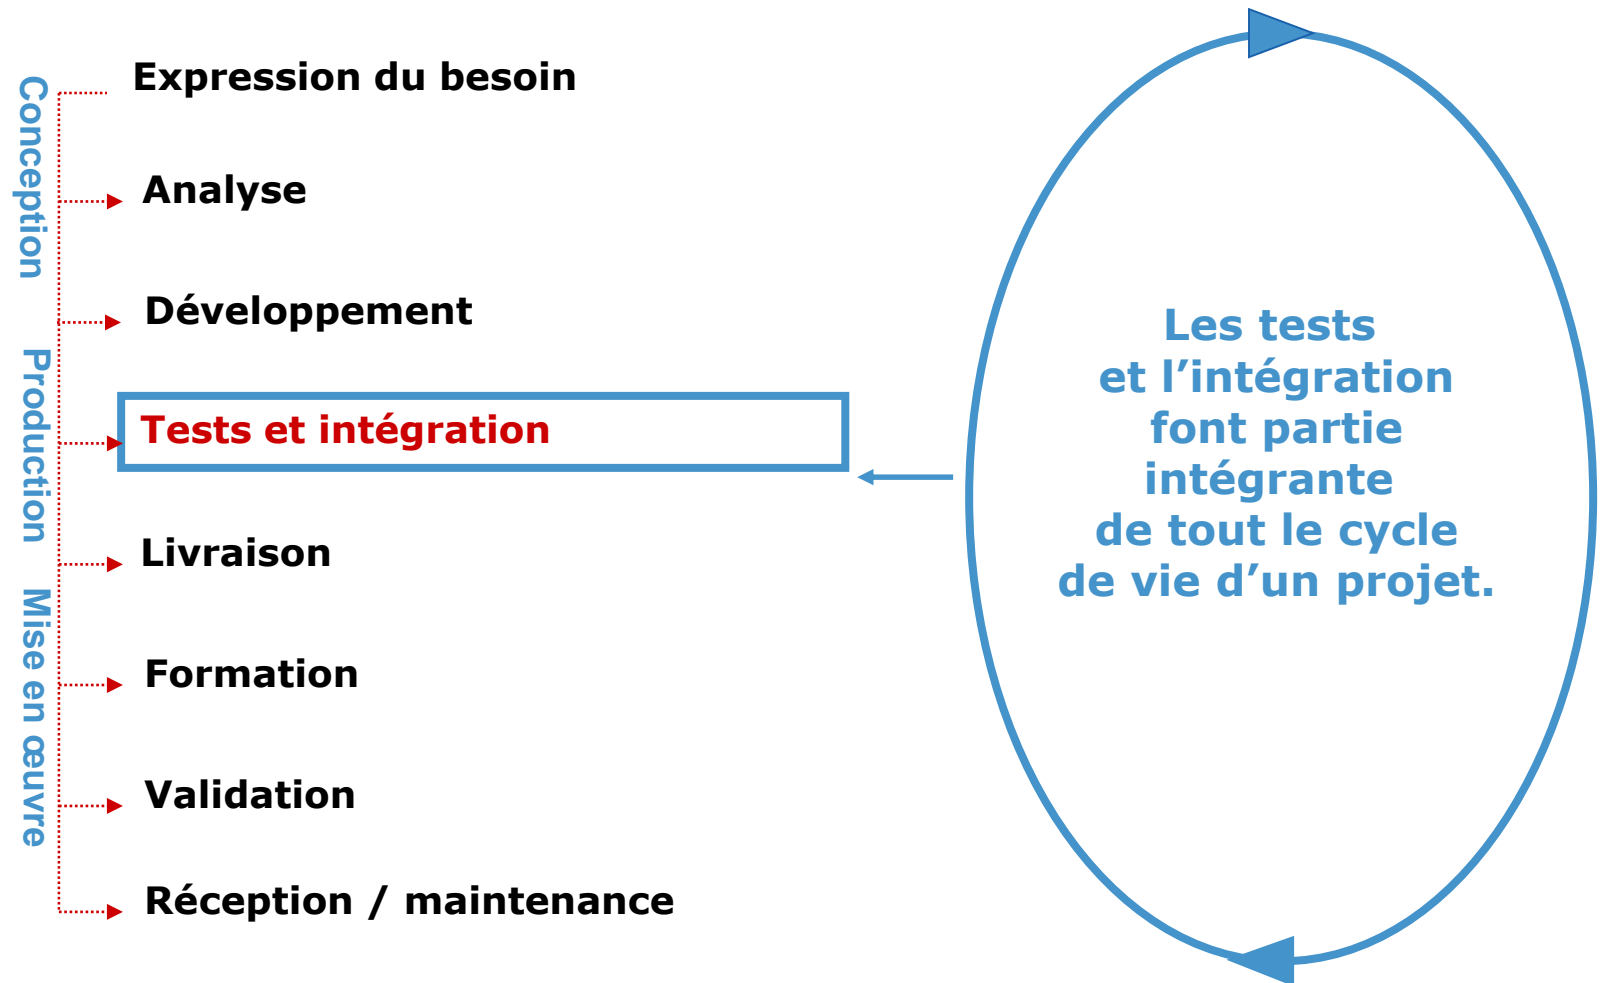 Conception
Production
Mise en œuvre
Expression du besoin
Analyse
Développement
Tests et intégration
Livraison
Formation
Validation
Réception / maintenance
Les tests
et l’intégration
font partie
intégrante
de tout le cycle
de vie d’un projet.